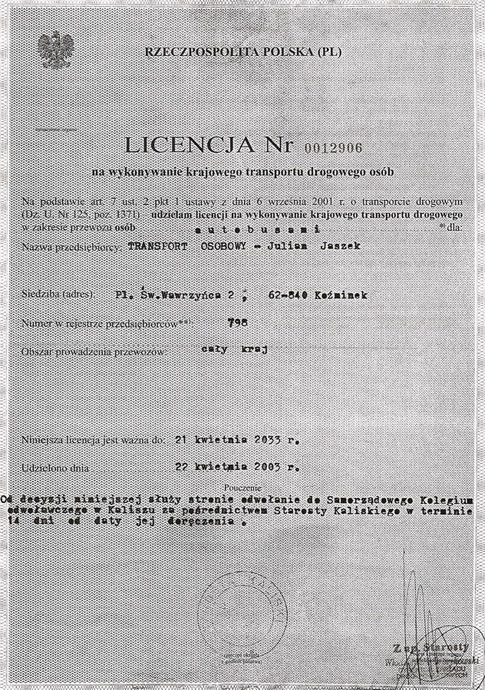 RZECZPOSPOLITA POLSKA (PL)
LICENCJA Nr 0012906
na wykonywanie krajowego transportu drogowego osób
Na podstawie art. 7 ust. 2 pkt 1 ustawy z dnia 6 września 2001 r. o transporcie drogowym
(Dz. U. Nr 125, poz. 1371) udzielam licencji na wykonywanie krajowego transportu drogowego
w zakresie przewozu osób autobusami *⁾ dla:
Nazwa przedsiębiorcy: TRANSPORT OSOBOWY - Julian Jaszek
Siedziba (adres): Pl. Św.Wawrzyńca 2 , 62-840 Koźminek
Numer w rejestrze przedsiębiorców**⁾: 798
Obszar prowadzenia przewozów: cały kraj
Niniejsza licencja jest ważna do: 21 kwietnia 2033 r.
Udzielono dnia 22 kwietnia 2003 r.
Pouczenie
Od decyzji niniejszej służy stronie odwołanie do Samorządowego Kolegium
odwoławczego w Kaliszu za pośrednictwem Starosty Kaliskiego w terminie
14 dni od daty jej doręczenia .
Z up. Starosty